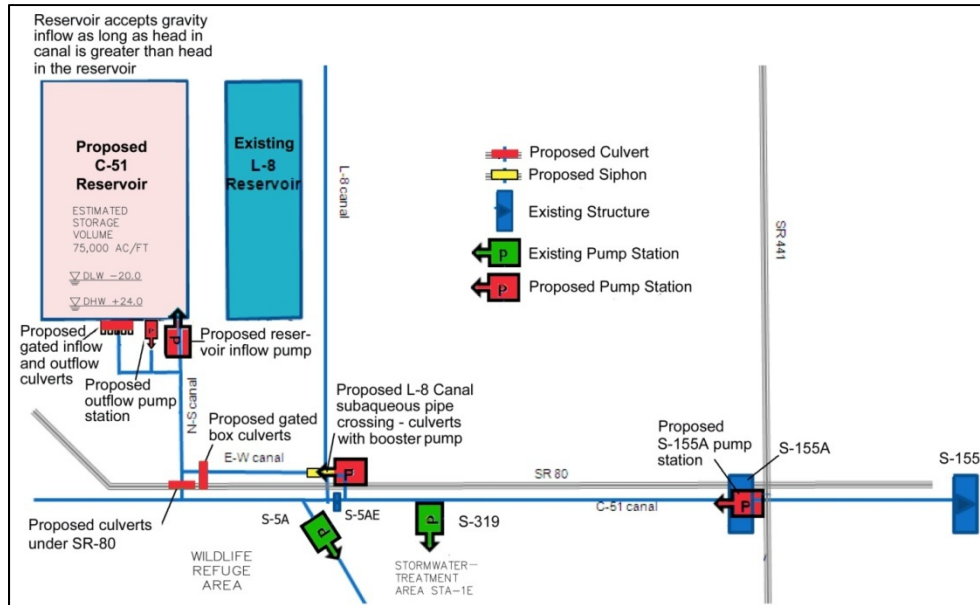 Reservoir accepts gravity
inflow as long as head in
canal is greater than head
in the reservoir
Proposed
C-51
Reservoir
ESTIMATED
STORAGE
VOLUME
75,000 AC/FT
DLW -20.0
DHW +24.0
Existing
L-8
Reservoir
L-8 canal
Proposed Culvert
Proposed Siphon
Existing Structure
P
Existing Pump Station
P
Proposed Pump Station
SR 441
Proposed
gated inflow
and outflow
culverts
P
Proposed
outflow pump
station
P
Proposed reser-
voir inflow pump
N-S canal
Proposed gated
box culverts
E-W canal
Proposed L-8 Canal
subaqueous pipe
crossing - culverts
with booster pump
P
SR 80
Proposed
S-155A pump
station
S-155A
P
S-155
C-51 canal
Proposed culverts
under SR-80
S-5A
S-5AE
P
P
S-319
WILDLIFE
REFUGE
AREA
STORMWATER-
TREATMENT
AREA STA-1E